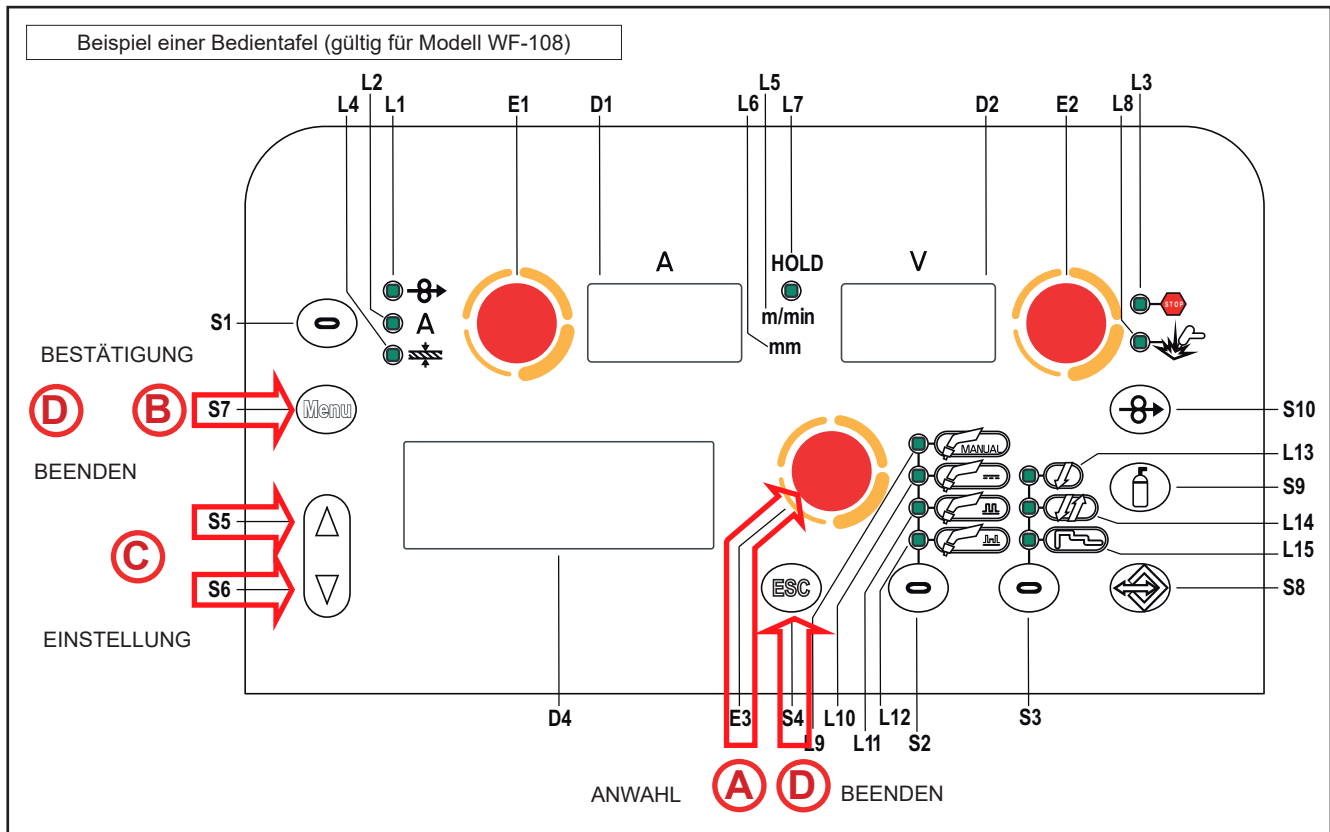 Beispiel einer Bedientafel (gültig für Modell WF-108)
L2
L5
L3
L4
L1
E1
D1
L6
L7
D2
E2
L8
A
HOLD
V
m/min
mm
STOP
A
S1
BESTÄTIGUNG
D
B
S7
Menu
BEENDEN
S10
MANUAL
L13
S5
S9
L14
C
L15
S6
ESC
S8
EINSTELLUNG
D4
E3
S4
L10
L12
S3
L9
L11
S2
ANWAHL
A
D
BEENDEN